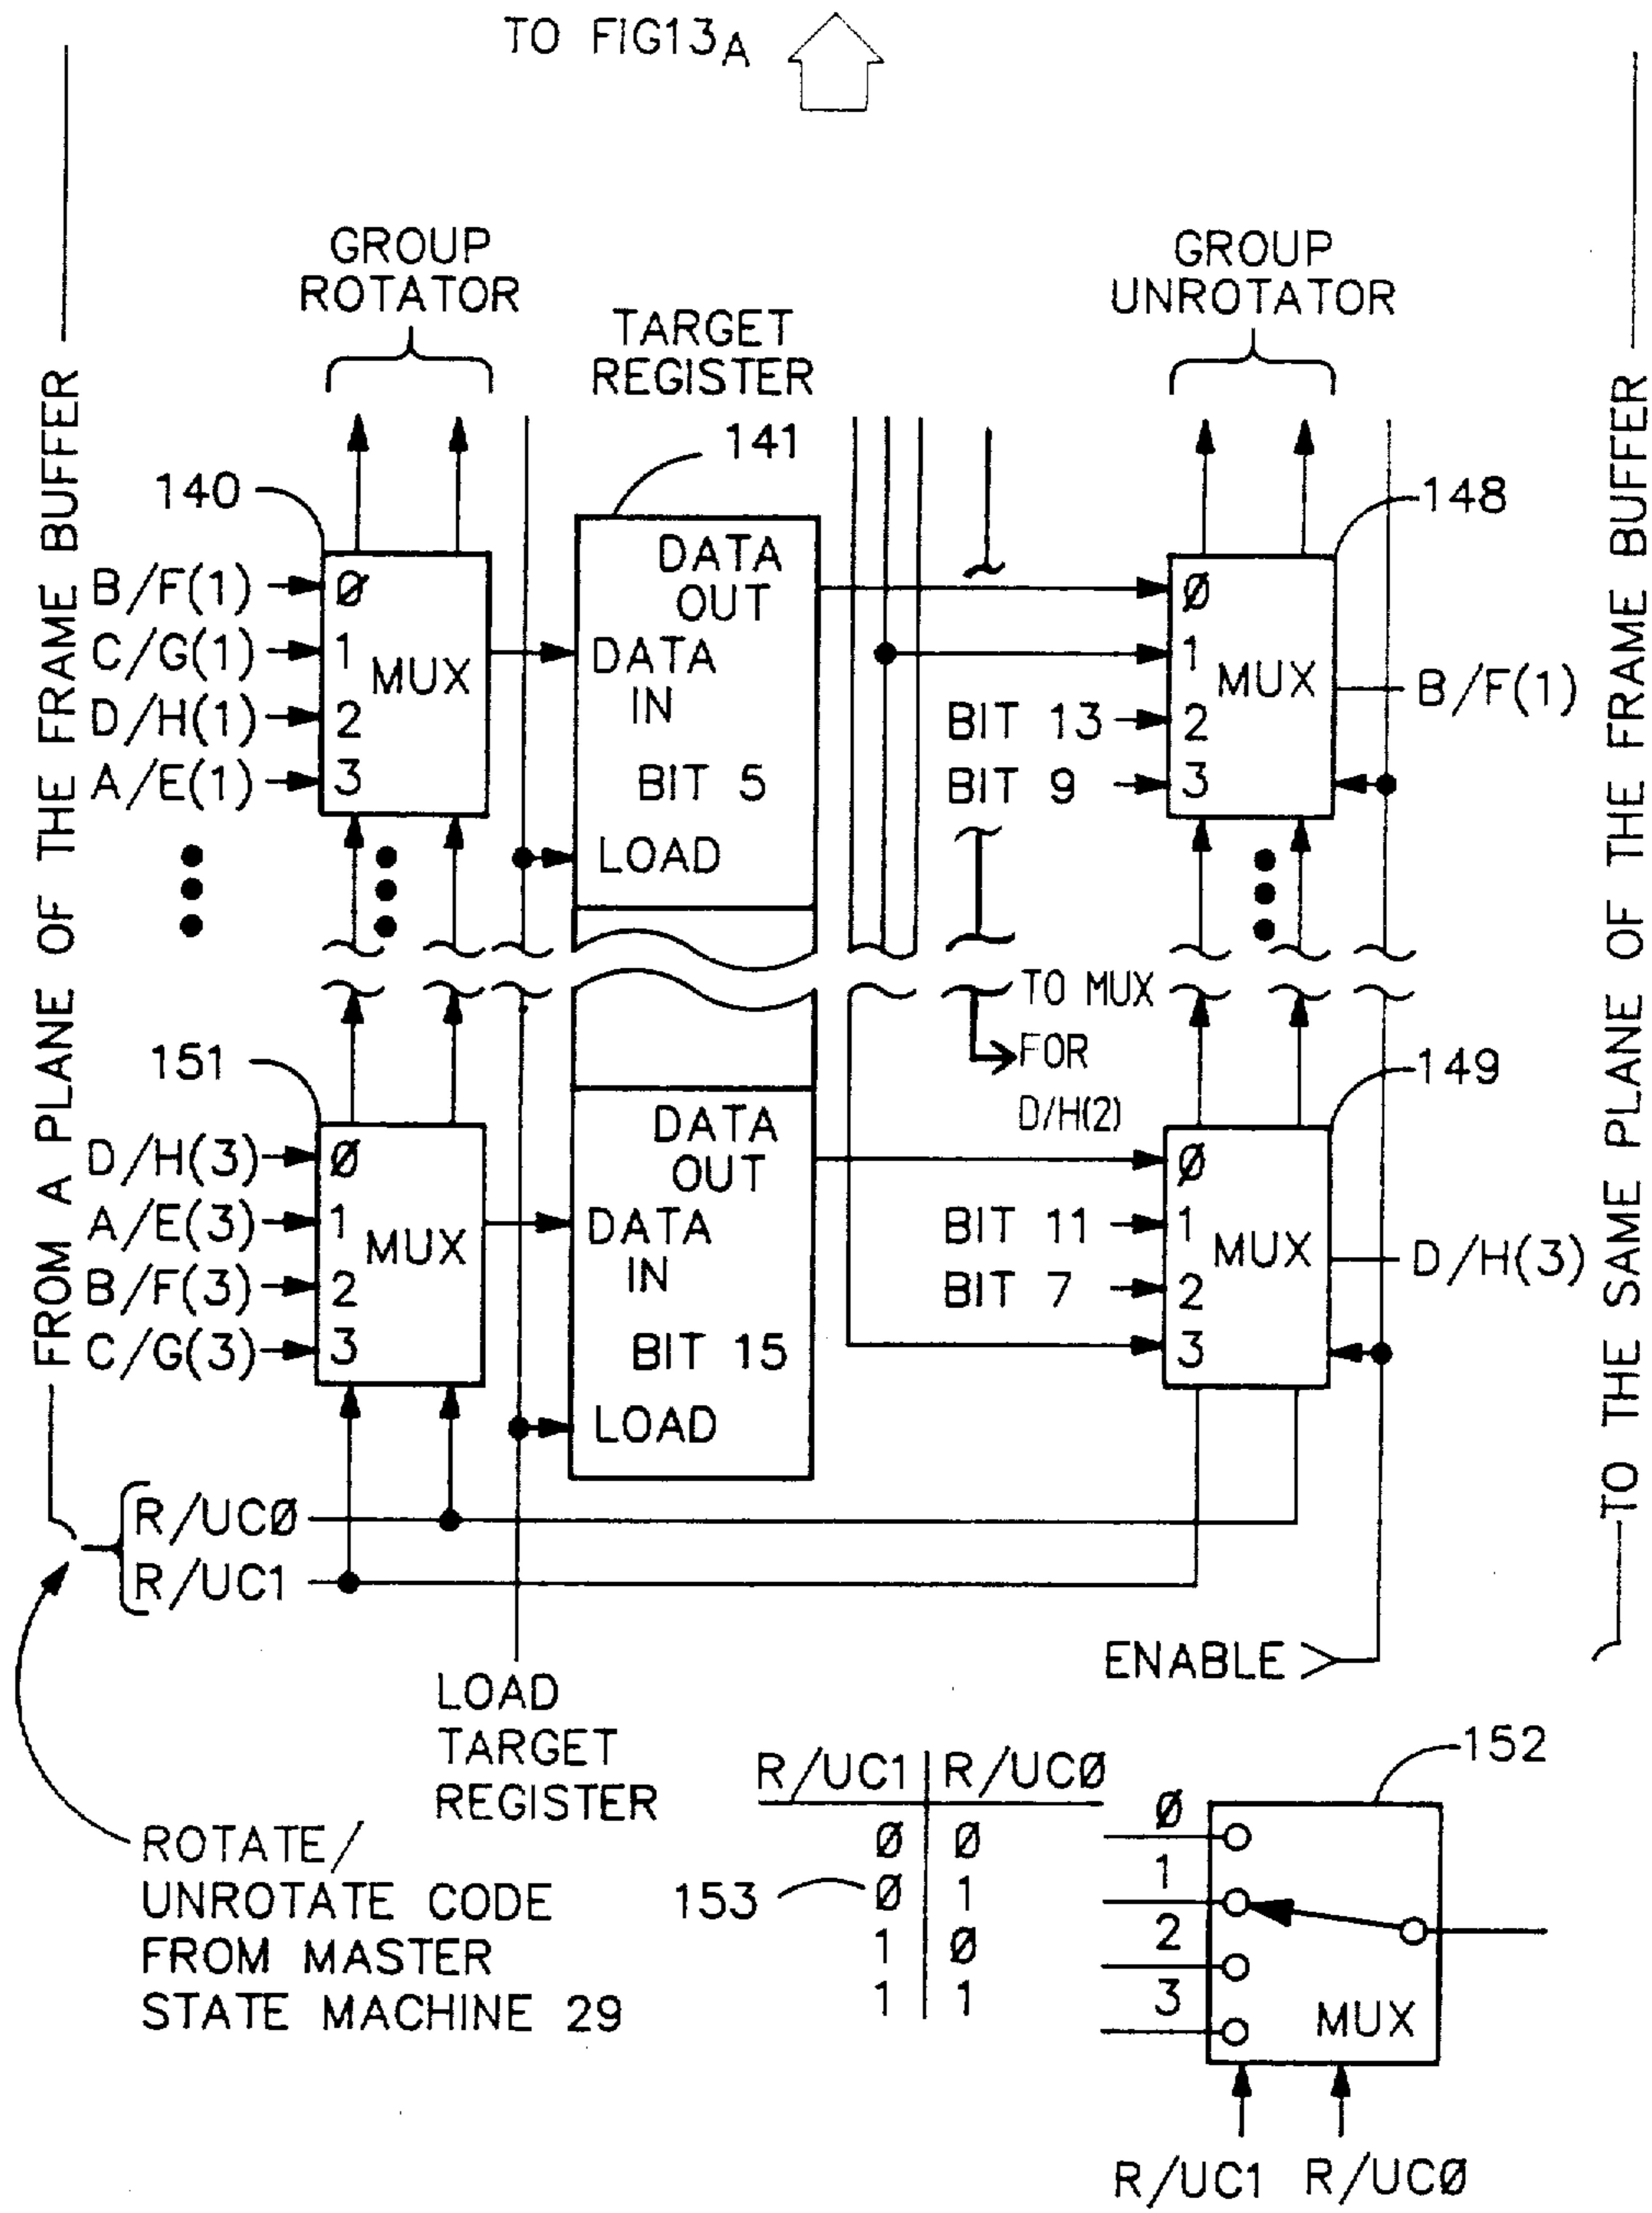 TO FIG13A
GROUP
ROTATOR
GROUP
UNROTATOR
TARGET
REGISTER
141
140
148
FROM A PLANE OF THE FRAME BUFFER
TO THE SAME PLANE OF THE FRAME BUFFER
B/F(1)
C/G(1)
D/H(1)
A/E(1)
Ø
1
2
3
MUX
DATA
OUT
DATA
IN
BIT 5
LOAD
BIT 13
BIT 9
Ø
1
2
3
MUX
B/F(1)
TO MUX
FOR
D/H(2)
151
149
D/H(3)
A/E(3)
B/F(3)
C/G(3)
Ø
1
2
3
MUX
DATA
OUT
DATA
IN
BIT 15
LOAD
BIT 11
BIT 7
Ø
1
2
3
MUX
D/H(3)
R/UCØ
R/UC1
ENABLE
LOAD
TARGET
REGISTER
ROTATE/
UNROTATE CODE
FROM MASTER
STATE MACHINE 29
R/UC1 R/UCØ
Ø Ø
153 Ø 1
1 Ø
1 1
152
Ø
1
2
3
MUX
R/UC1 R/UCØ